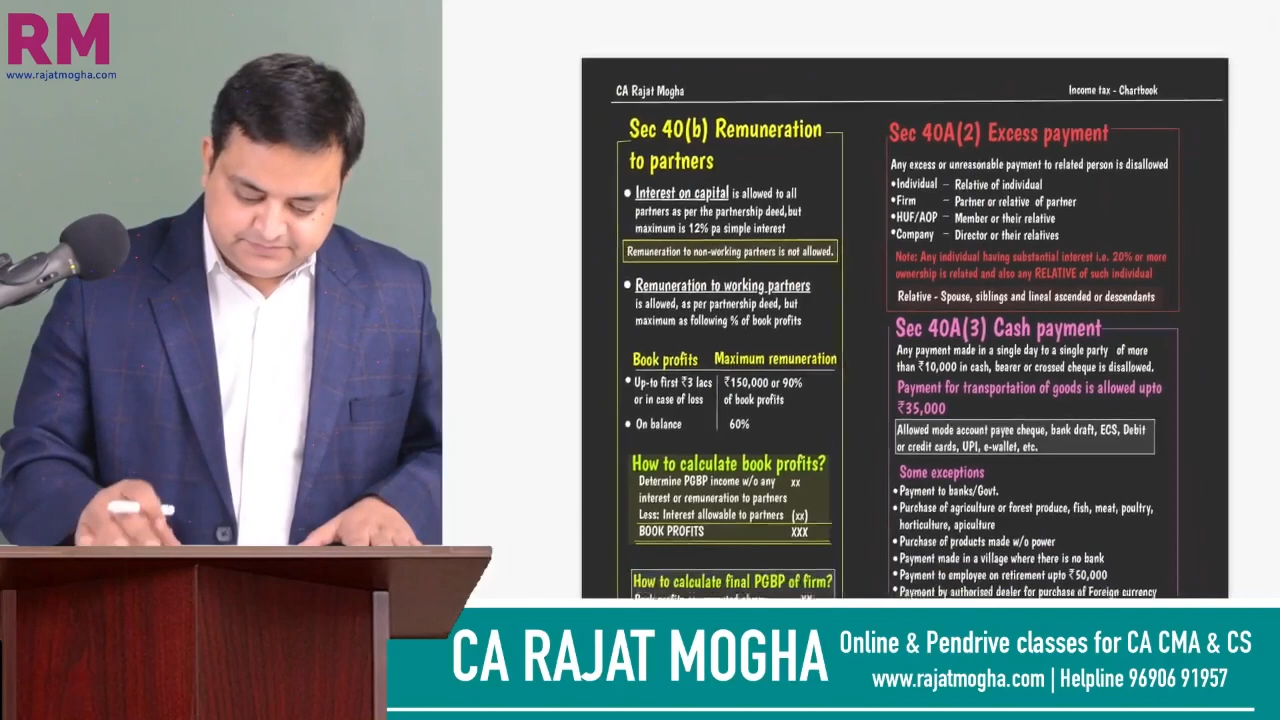 RM
www.rajatmogha.com
CA Rajat Mogha
Income tax - Chartbook
Sec 40(b) Remuneration
to partners
• Interest on capital is allowed to all
partners as per the partnership deed,but
maximum is 12% pa simple interest
Remuneration to non-working partners is not allowed.
• Remuneration to working partners
is allowed, as per partnership deed, but
maximum as following % of book profits
Book profits Maximum remuneration
• Up-to first ₹3 lacs ₹150,000 or 90%
or in case of loss of book profits
• On balance 60%
How to calculate book profits?
Determine PGBP income w/o any xx
interest or remuneration to partners
Less: Interest allowable to partners (xx)
BOOK PROFITS XXX
How to calculate final PGBP of firm?
Sec 40A(2) Excess payment
Any excess or unreasonable payment to related person is disallowed
•Individual – Relative of individual
•Firm – Partner or relative of partner
•HUF/AOP – Member or their relative
•Company – Director or their relatives
Note: Any individual having substantial interest i.e. 20% or more
ownership is related and also any RELATIVE of such individual
Relative - Spouse, siblings and lineal ascended or descendants
Sec 40A(3) Cash payment
Any payment made in a single day to a single party of more
than ₹10,000 in cash, bearer or crossed cheque is disallowed.
Payment for transportation of goods is allowed upto
₹35,000
Allowed mode account payee cheque, bank draft, ECS, Debit
or credit cards, UPI, e-wallet, etc.
Some exceptions
• Payment to banks/Govt.
• Purchase of agriculture or forest produce, fish, meat, poultry,
horticulture, apiculture
• Purchase of products made w/o power
• Payment made in a village where there is no bank
• Payment to employee on retirement upto ₹50,000
• Payment by authorised dealer for purchase of Foreign currency
CA RAJAT MOGHA
Online & Pendrive classes for CA CMA & CS
www.rajatmogha.com | Helpline 96906 91957